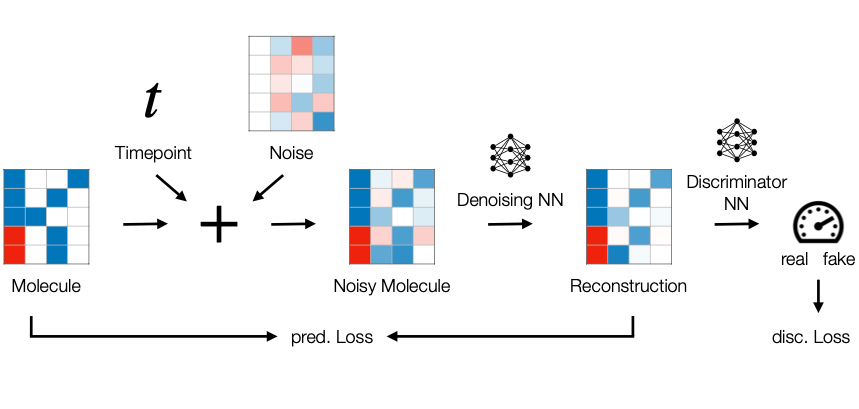 t
Timepoint
Noise
Denoising NN
Discriminator
NN
real fake
Molecule
Noisy Molecule
Reconstruction
pred. Loss
disc. Loss